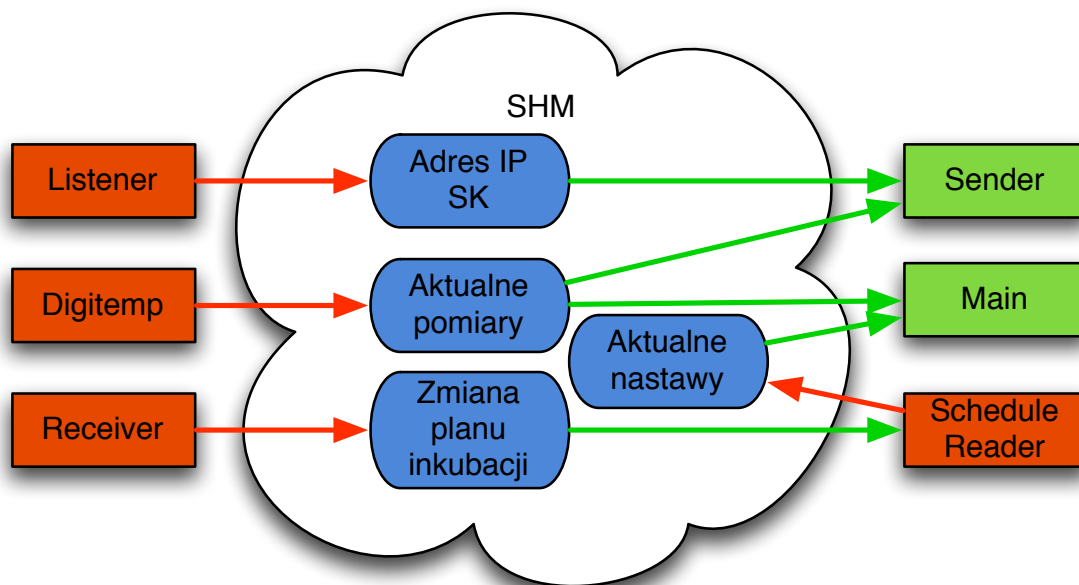 SHM
Listener
Adres IP
SK
Sender
Digitemp
Aktualne
pomiary
Main
Aktualne
nastawy
Receiver
Zmiana
planu
inkubacji
Schedule
Reader